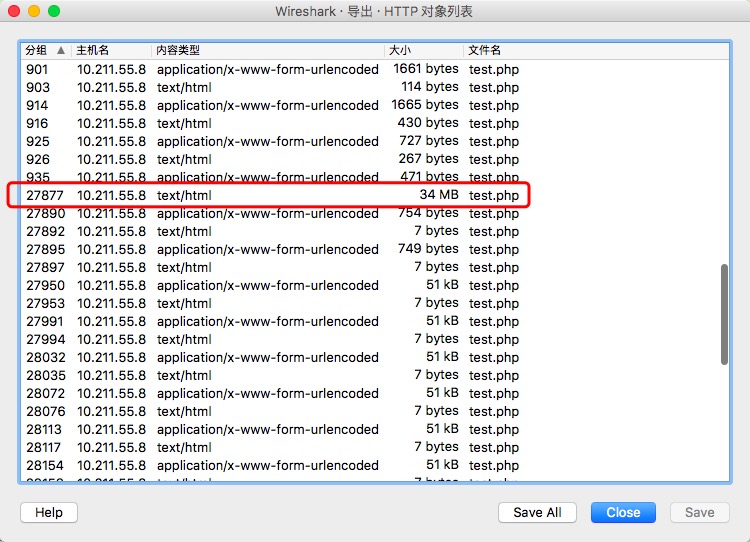 Wireshark · 导出 · HTTP 对象列表
分组 主机名 内容类型 大小 文件名
901 10.211.55.8 application/x-www-form-urlencoded 1661 bytes test.php
903 10.211.55.8 text/html 114 bytes test.php
914 10.211.55.8 application/x-www-form-urlencoded 1665 bytes test.php
916 10.211.55.8 text/html 430 bytes test.php
925 10.211.55.8 application/x-www-form-urlencoded 727 bytes test.php
926 10.211.55.8 text/html 267 bytes test.php
935 10.211.55.8 application/x-www-form-urlencoded 471 bytes test.php
27877 10.211.55.8 text/html 34 MB test.php
27890 10.211.55.8 application/x-www-form-urlencoded 754 bytes test.php
27892 10.211.55.8 text/html 7 bytes test.php
27895 10.211.55.8 application/x-www-form-urlencoded 749 bytes test.php
27897 10.211.55.8 text/html 7 bytes test.php
27950 10.211.55.8 application/x-www-form-urlencoded 51 kB test.php
27953 10.211.55.8 text/html 7 bytes test.php
27991 10.211.55.8 application/x-www-form-urlencoded 51 kB test.php
27994 10.211.55.8 text/html 7 bytes test.php
28032 10.211.55.8 application/x-www-form-urlencoded 51 kB test.php
28035 10.211.55.8 text/html 7 bytes test.php
28072 10.211.55.8 application/x-www-form-urlencoded 51 kB test.php
28076 10.211.55.8 text/html 7 bytes test.php
28113 10.211.55.8 application/x-www-form-urlencoded 51 kB test.php
28117 10.211.55.8 text/html 7 bytes test.php
28154 10.211.55.8 application/x-www-form-urlencoded 51 kB test.php
Help Save All Close Save